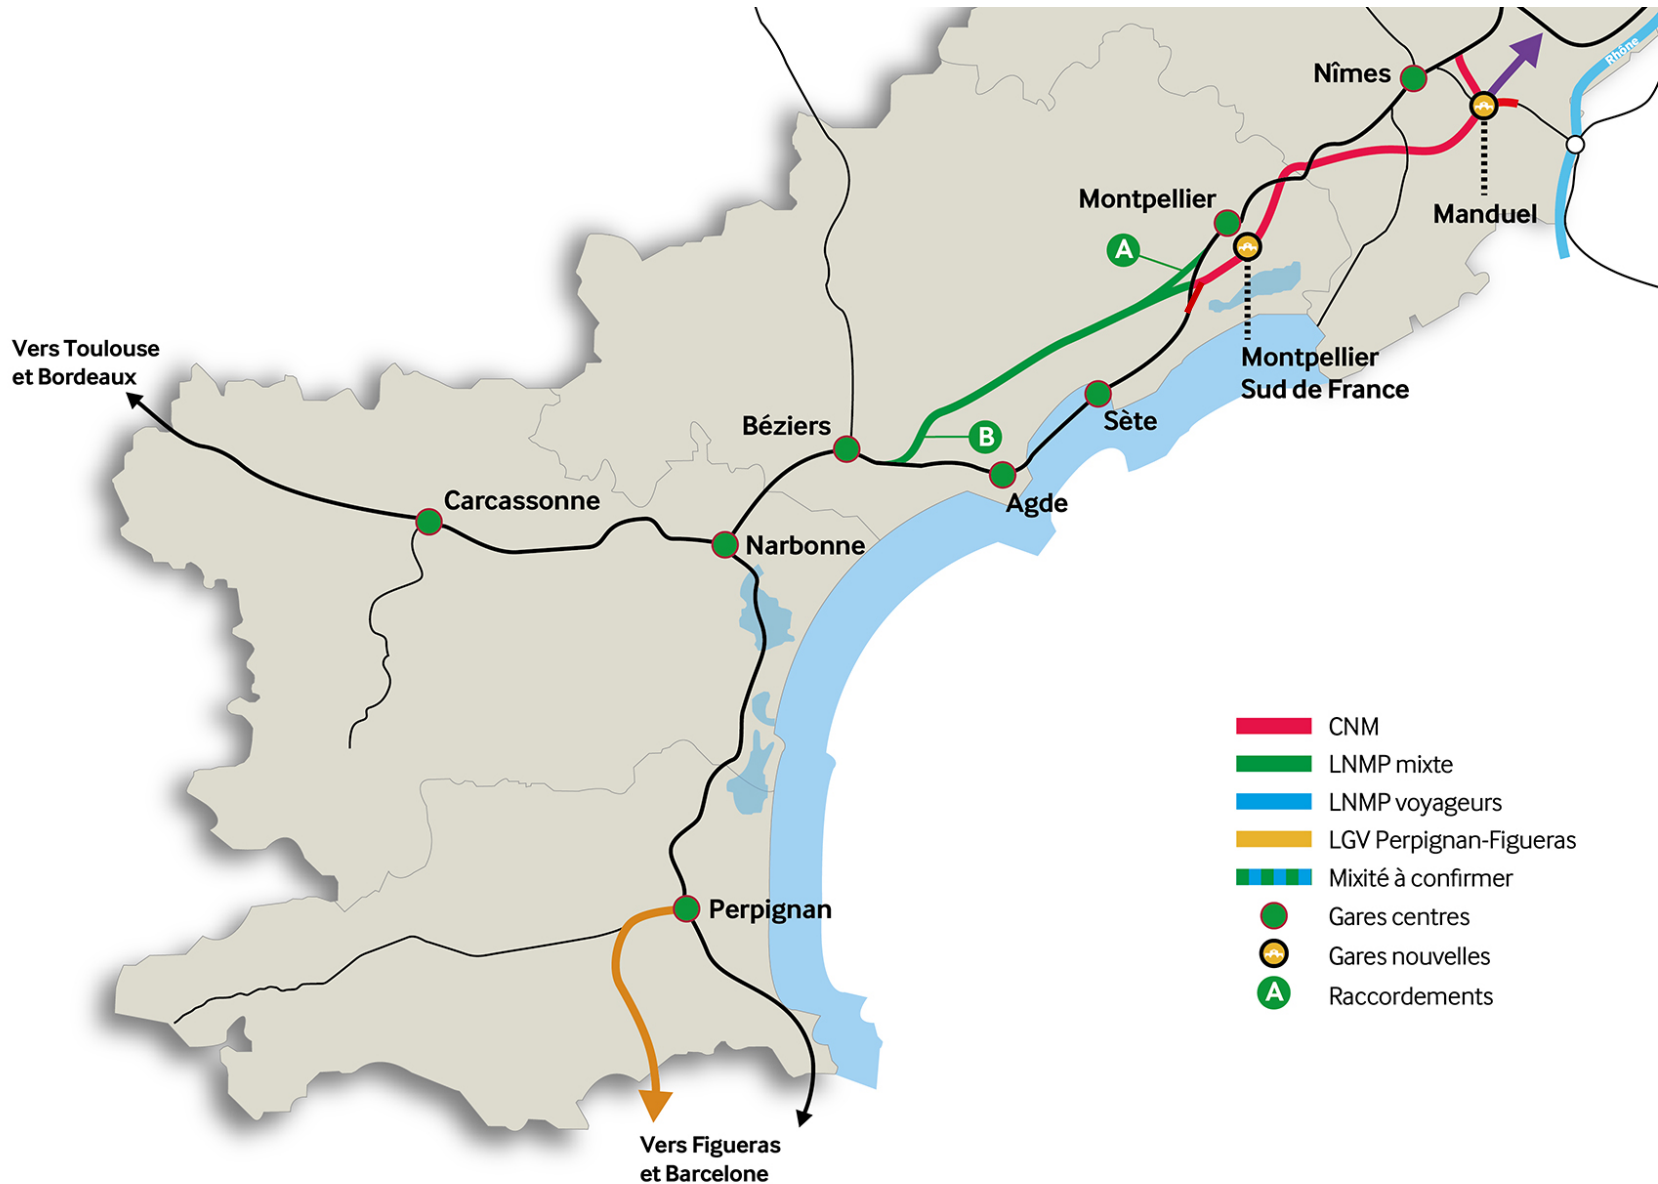 Rhône
Nîmes
Montpellier
Manduel
A
Vers Toulouse
et Bordeaux
Montpellier
Sud de France
Béziers
B
Sète
Carcassonne
Agde
Narbonne
CNM
LNMP mixte
LNMP voyageurs
LGV Perpignan-Figueras
Mixité à confirmer
Perpignan
Gares centres
Gares nouvelles
A
Raccordements
Vers Figueras
et Barcelone